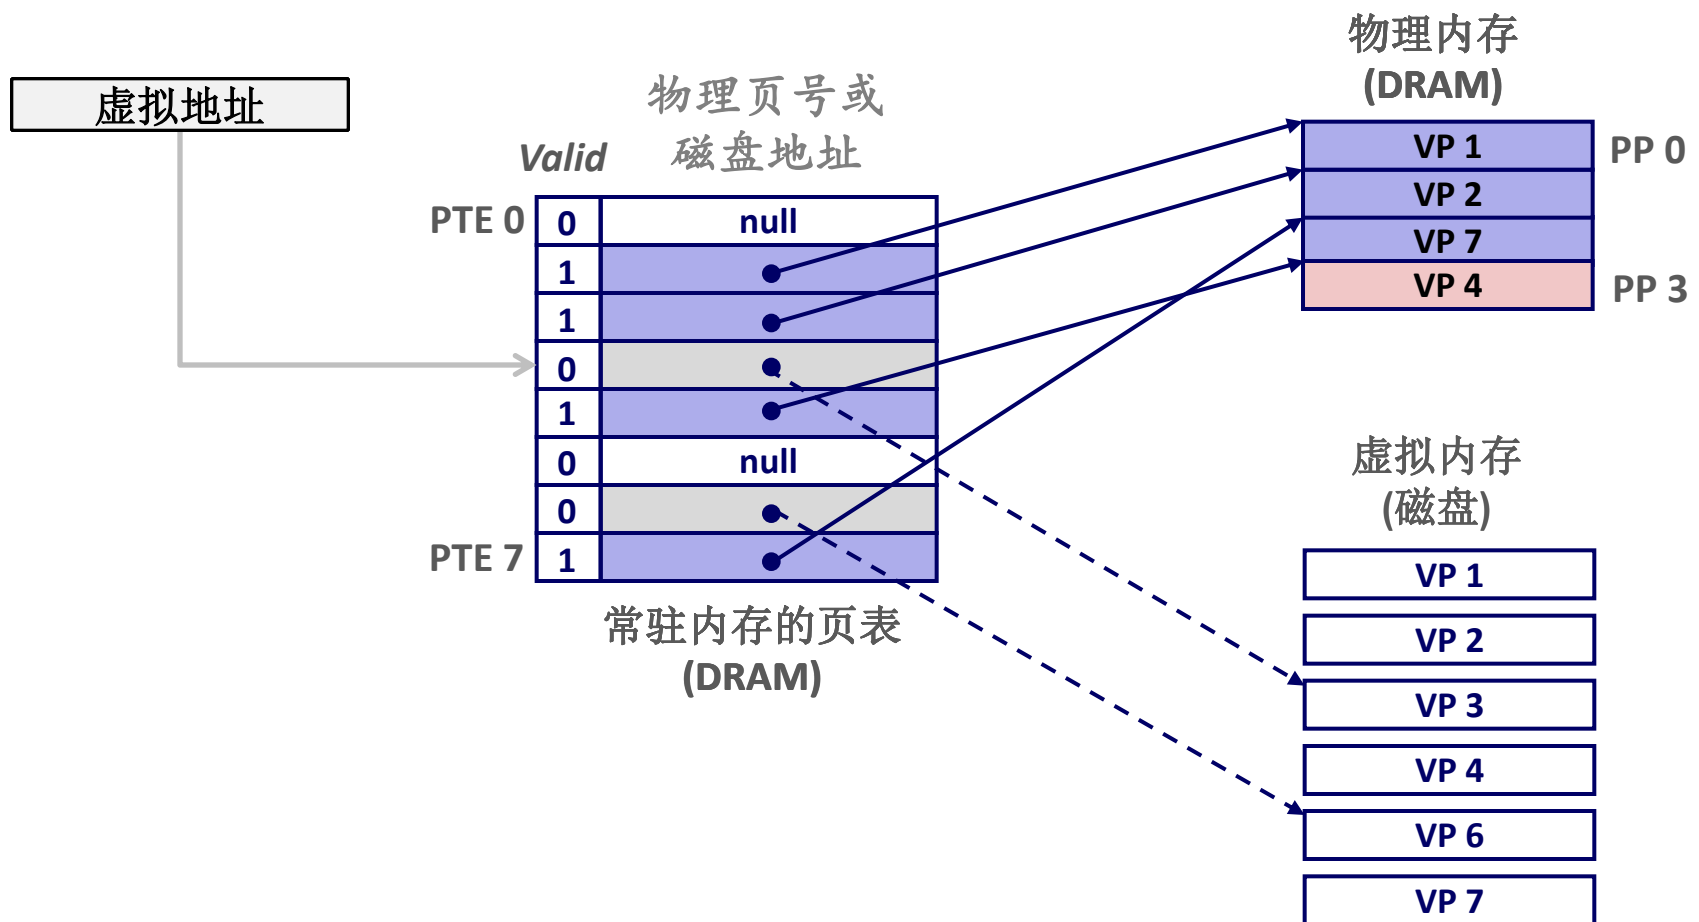 虚拟地址
物理页号或
磁盘地址
Valid
PTE 0
0 null
1
1
0
1
0 null
0
PTE 7 1
常驻内存的页表
(DRAM)
物理内存
(DRAM)
VP 1 PP 0
VP 2
VP 7
VP 4 PP 3
虚拟内存
(磁盘)
VP 1
VP 2
VP 3
VP 4
VP 6
VP 7